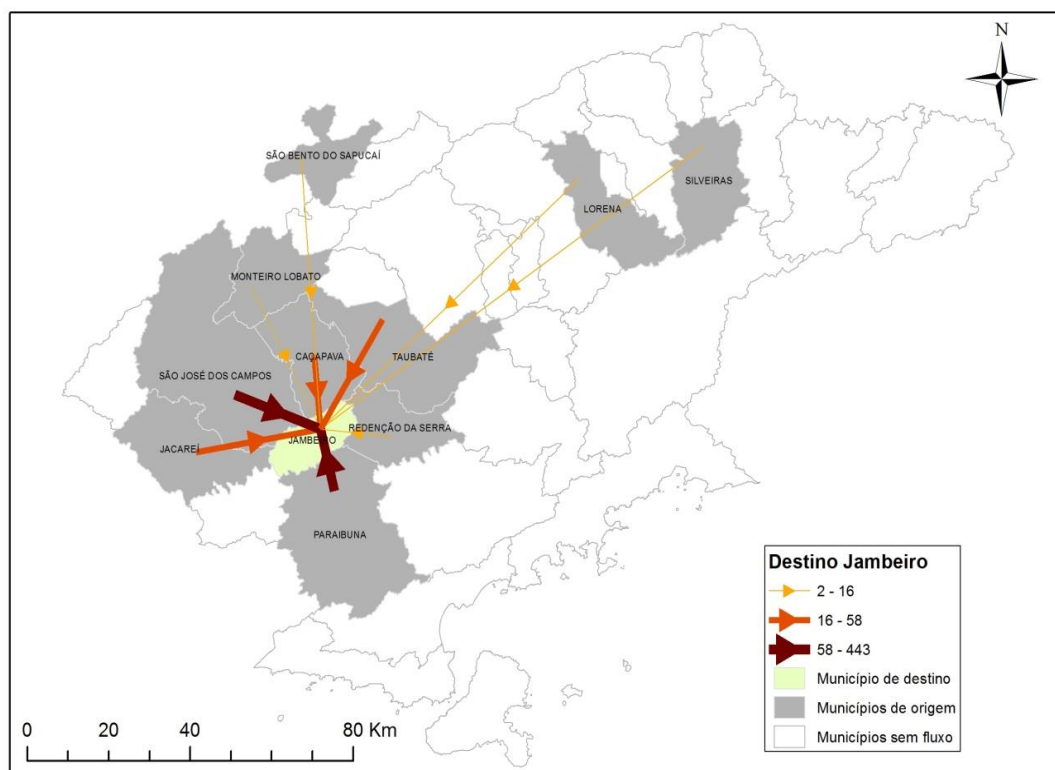 N
SÃO BENTO DO SAPUCAÍ
SILVEIRAS
LORENA
MONTEIRO LOBATO
CAÇAPAVA
TAUBATÉ
SÃO JOSÉ DOS CAMPOS
REDENÇÃO DA SERRA
JAMBEIRO
JACAREÍ
PARAIBUNA
Destino Jambeiro
2 - 16
16 - 58
58 - 443
Município de destino
Municípios de origem
Municípios sem fluxo
0 20 40 80 Km